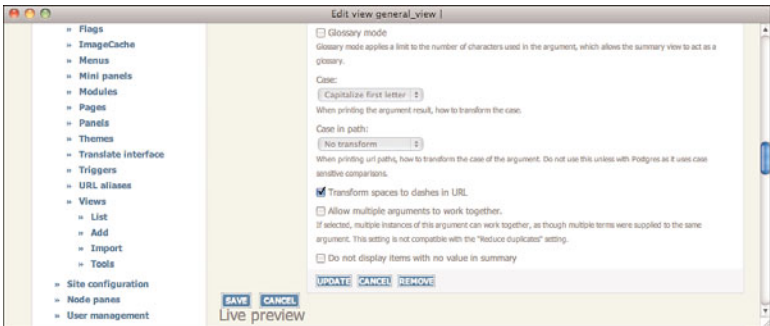 Edit view general_view |
» Flags
» ImageCache
» Menus
» Mini panels
» Modules
» Pages
» Panels
» Themes
» Translate interface
» Triggers
» URL aliases
» Views
» List
» Add
» Import
» Tools
» Site configuration
» Node panes
» User management
Glossary mode
Glossary mode applies a limit to the number of characters used in the argument, which allows the summary view to act as a
glossary.
Case:
Capitalize first letter
When printing the argument result, how to transform the case.
Case in path:
No transform
When printing url paths, how to transform the case of the argument. Do not use this unless with Postgres as it uses case
sensitive comparisons.
Transform spaces to dashes in URL
Allow multiple arguments to work together.
If selected, multiple instances of this argument can work together, as though multiple terms were supplied to the same
argument. This setting is not compatible with the "Reduce duplicates" setting.
Do not display items with no value in summary
UPDATE CANCEL REMOVE
SAVE CANCEL
Live preview